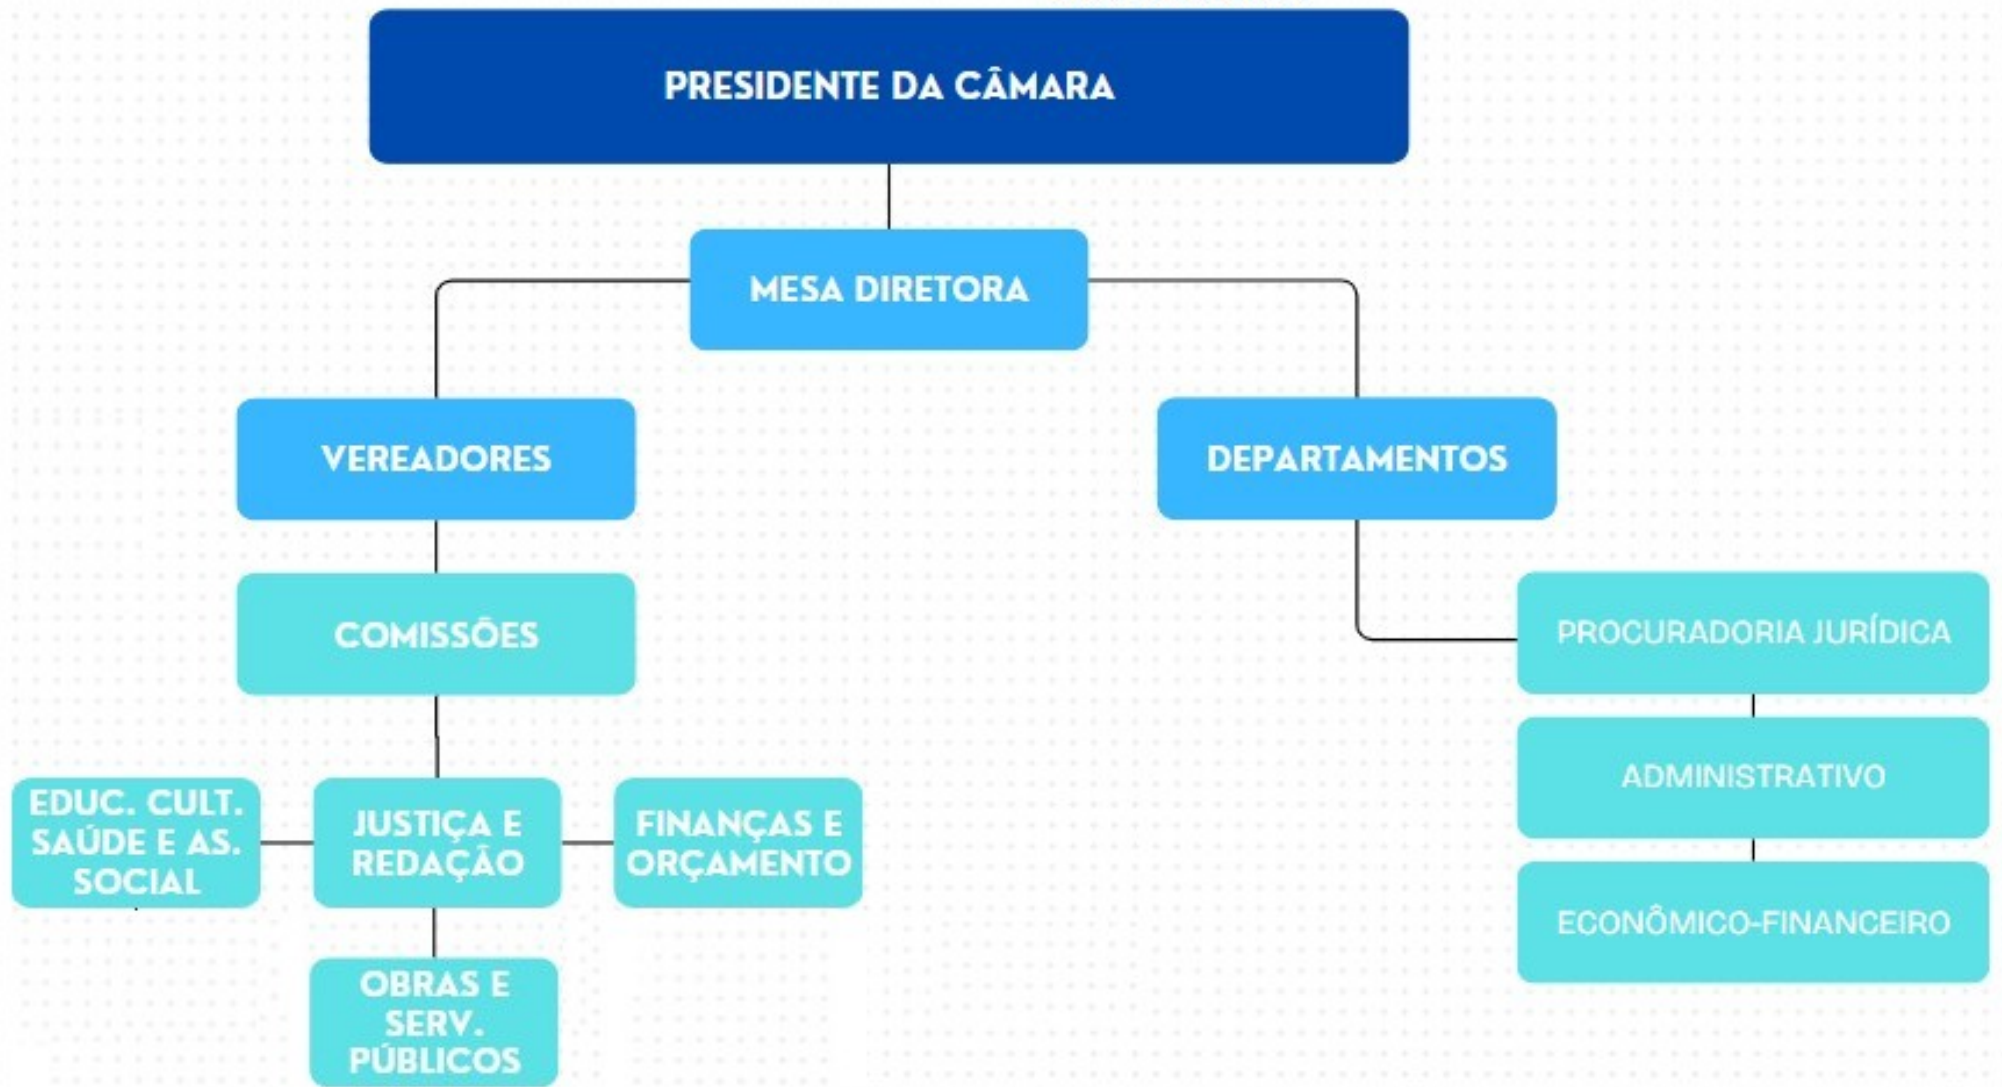 PRESIDENTE DA CÂMARA
MESA DIRETORA
VEREADORES
DEPARTAMENTOS
COMISSÕES
PROCURADORIA JURÍDICA
ADMINISTRATIVO
EDUC. CULT.
SAÚDE E AS.
SOCIAL
JUSTIÇA E
REDAÇÃO
FINANÇAS E
ORÇAMENTO
ECONÔMICO-FINANCEIRO
OBRAS E
SERV.
PÚBLICOS